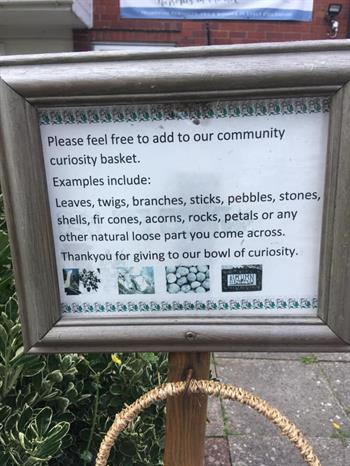 Please feel free to add to our community
curiosity basket.
Examples include:
Leaves, twigs, branches, sticks, pebbles, stones,
shells, fir cones, acorns, rocks, petals or any
other natural loose part you come across.
Thankyou for giving to our bowl of curiosity.
AUTUMN